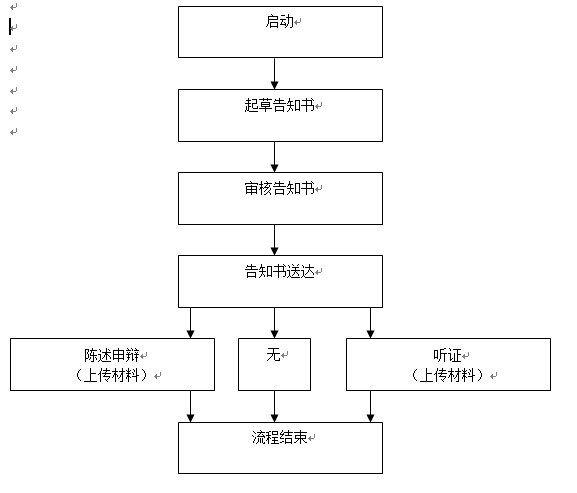 启动
起草告知书
审核告知书
告知书送达
陈述申辩
（上传材料）
无
听证
（上传材料）
流程结束